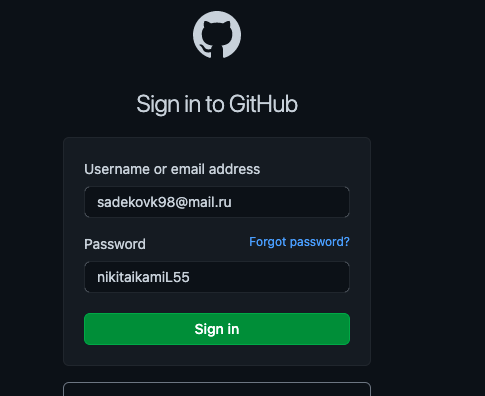 Sign in to GitHub
Username or email address
sadekovk98@mail.ru
Password Forgot password?
nikitaikamiL55
Sign in